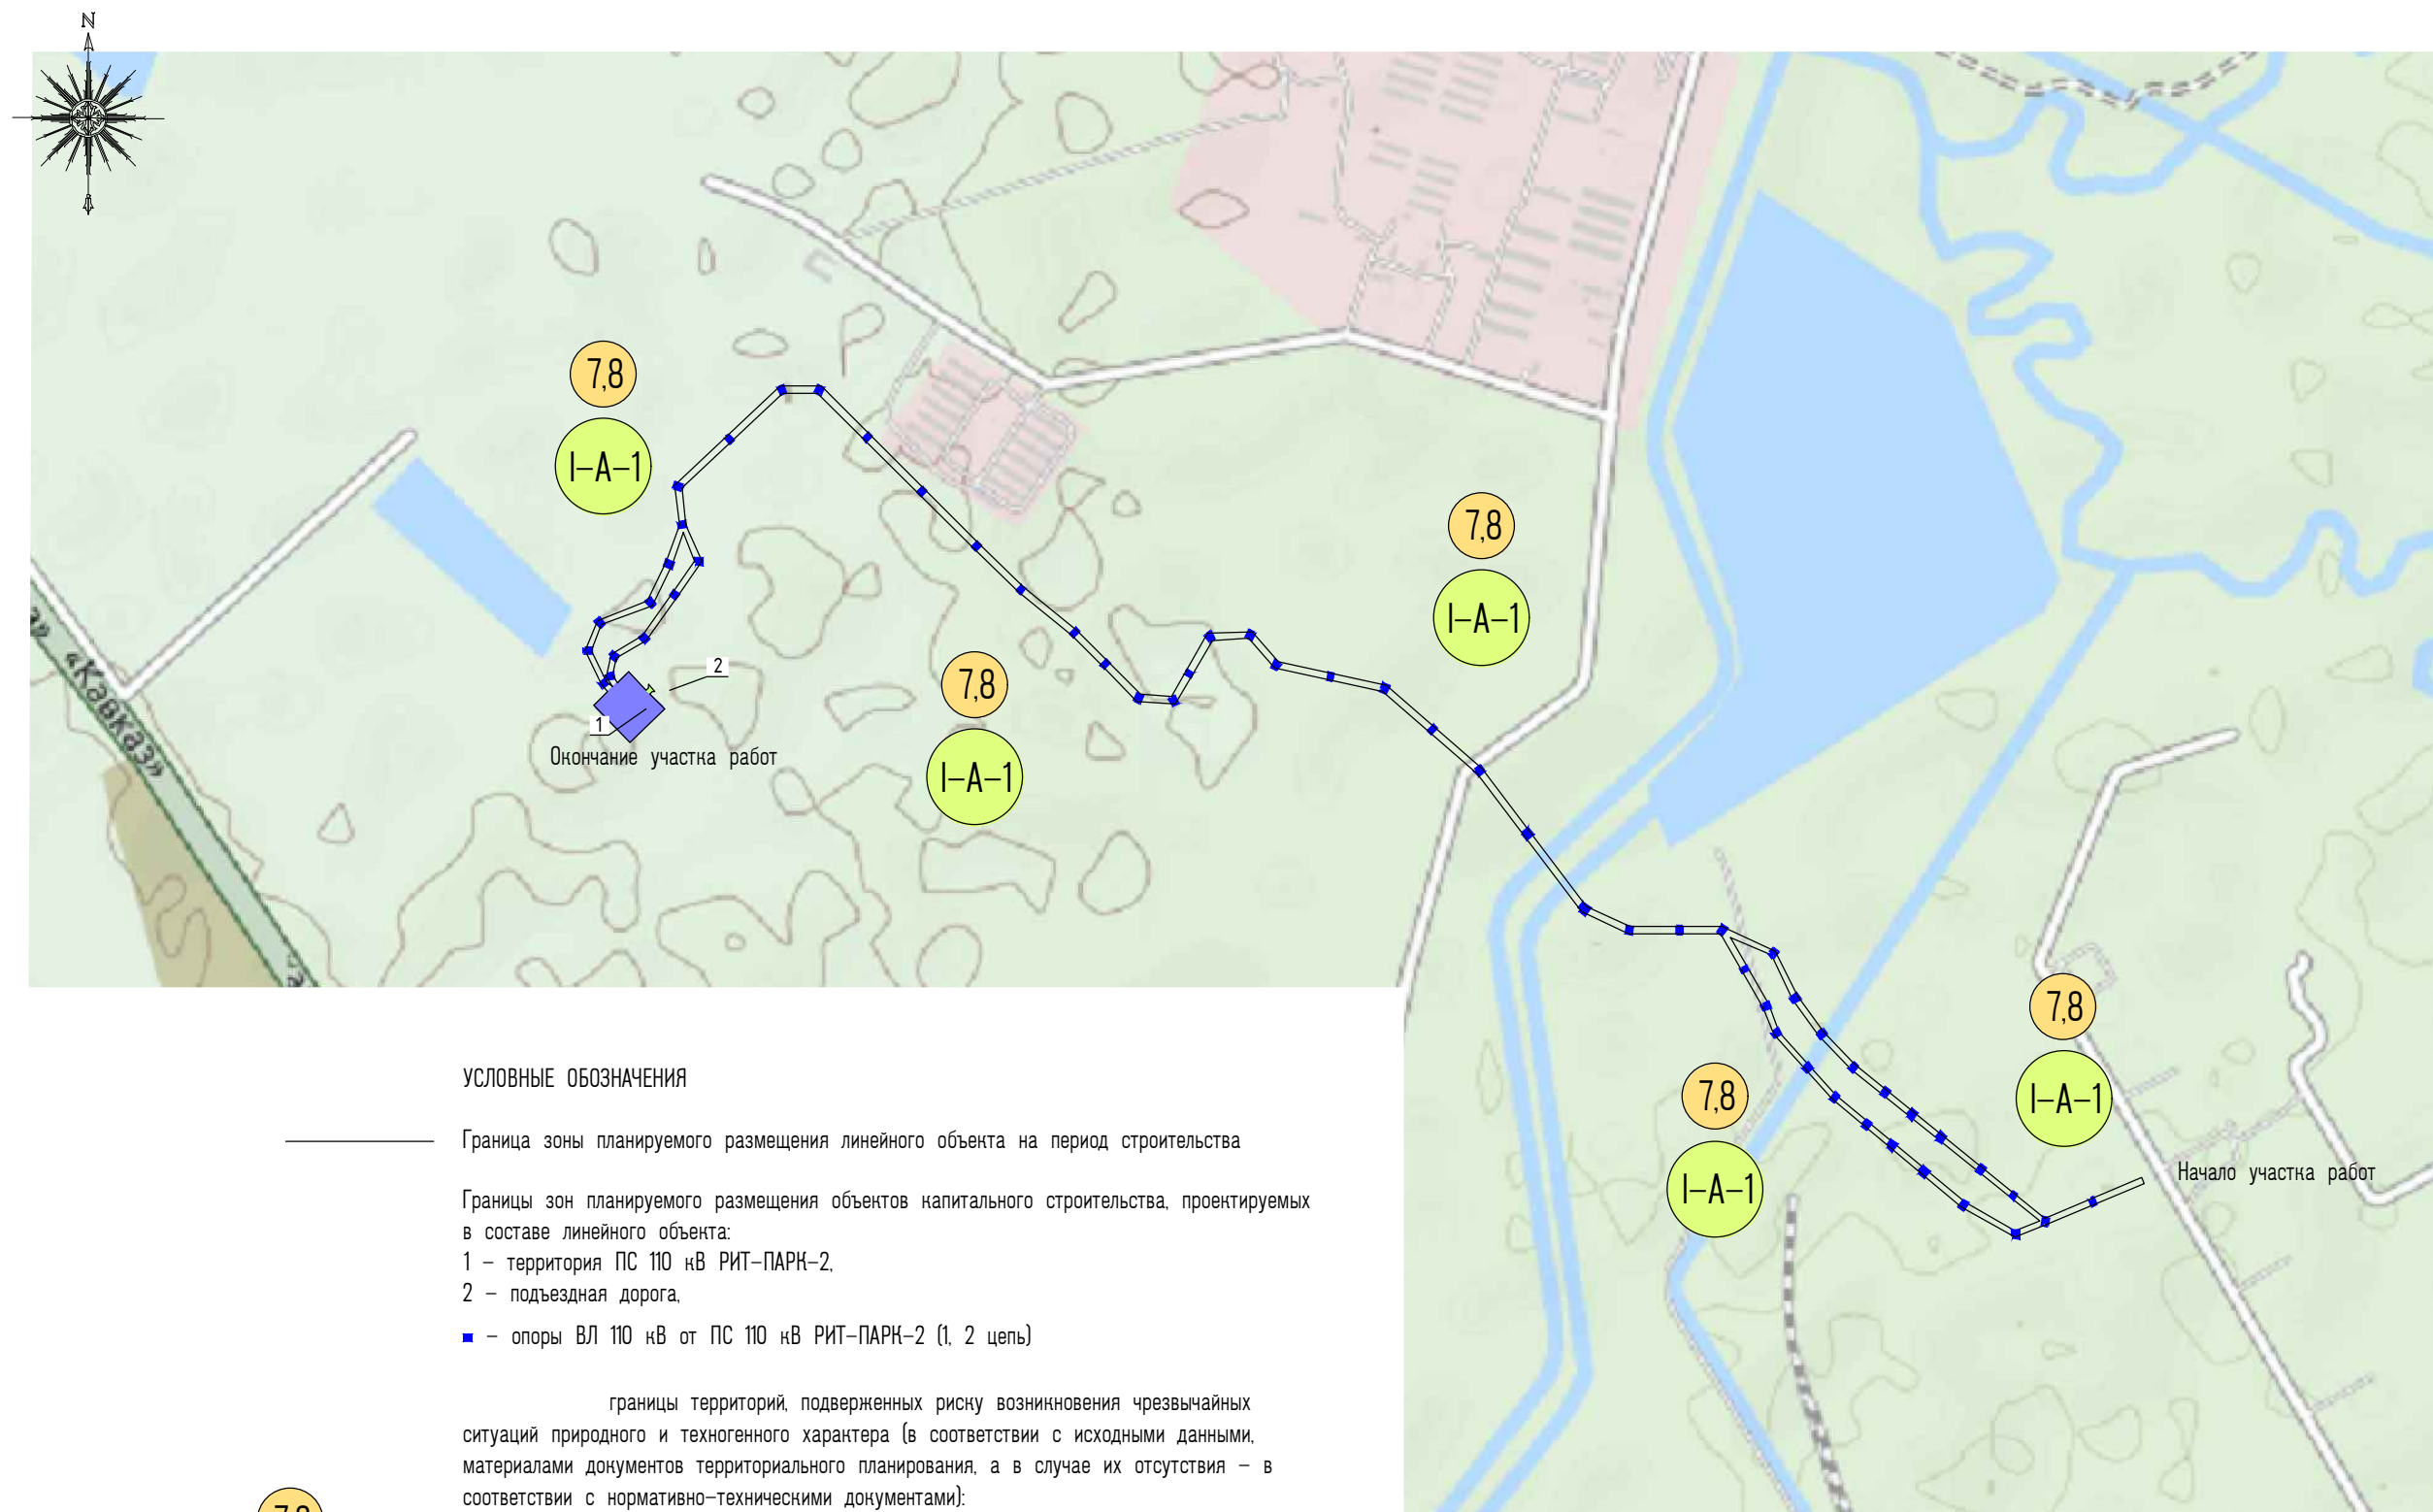 N
7,8
I-А-1
7,8
I-А-1
2
7,8
I-А-1
1
Окончание участка работ
«Кавказ»
7,8
I-А-1
7,8
I-А-1
Начало участка работ
УСЛОВНЫЕ ОБОЗНАЧЕНИЯ
Граница зоны планируемого размещения линейного объекта на период строительства
Границы зон планируемого размещения объектов капитального строительства, проектируемых
в составе линейного объекта:
1 – территория ПС 110 кВ РИТ-ПАРК-2,
2 – подъездная дорога,
– опоры ВЛ 110 кВ от ПС 110 кВ РИТ-ПАРК-2 (1, 2 цепь)
границы территорий, подверженных риску возникновения чрезвычайных
ситуаций природного и техногенного характера (в соответствии с исходными данными,
материалами документов территориального планирования, а в случае их отсутствия – в
соответствии с нормативно-техническими документами):
7,8